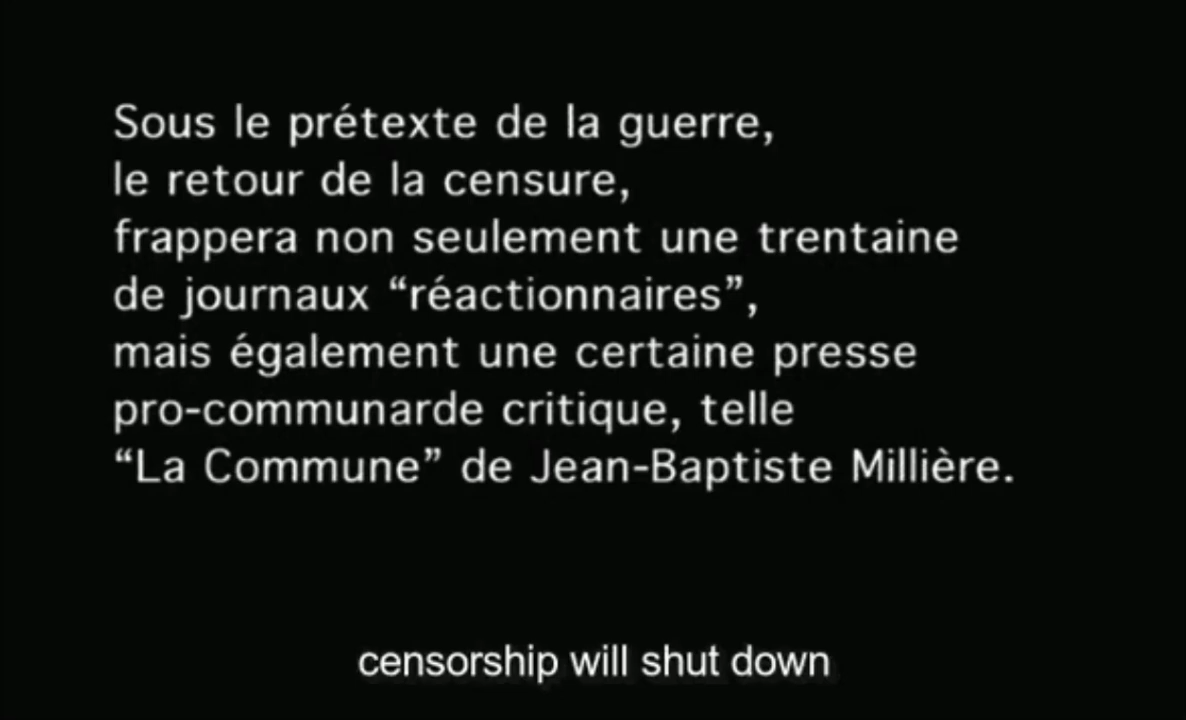 Sous le prétexte de la guerre,
le retour de la censure,
frappera non seulement une trentaine
de journaux “réactionnaires”,
mais également une certaine presse
pro-communarde critique, telle
“La Commune” de Jean-Baptiste Millière.
censorship will shut down